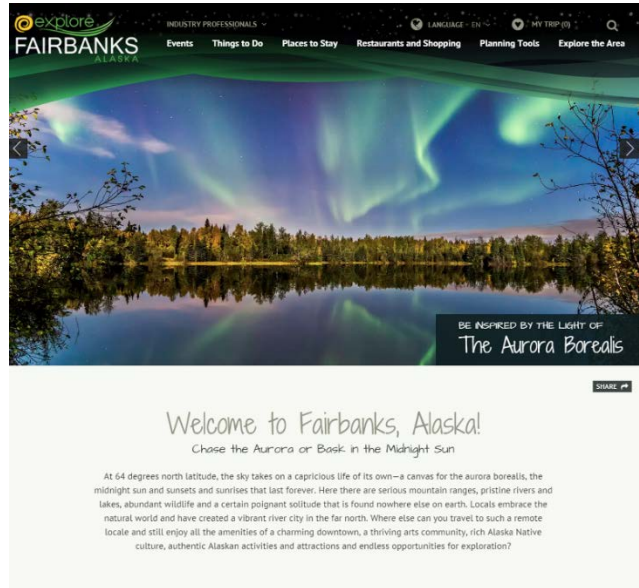 explore
FAIRBANKS
ALASKA
INDUSTRY PROFESSIONALS
LANGUAGE - EN
MY TRIP (0)
Events Things to Do Places to Stay Restaurants and Shopping Planning Tools Explore the Area
BE INSPIRED BY THE LIGHT OF
The Aurora Borealis
SHARE
Welcome to Fairbanks, Alaska!
Chase the Aurora or Bask in the Midnight Sun
At 64 degrees north latitude, the sky takes on a capricious life of its own—a canvas for the aurora borealis, the
midnight sun and sunsets and sunrises that last forever. Here there are serious mountain ranges, pristine rivers and
lakes, abundant wildlife and a certain poignant solitude that is found nowhere else on earth. Locals embrace the
natural world and have created a vibrant river city in the far north. Where else can you travel to such a remote
locale and still enjoy all the amenities of a charming downtown, a thriving arts community, rich Alaska Native
culture, authentic Alaskan activities and attractions and endless opportunities for exploration?